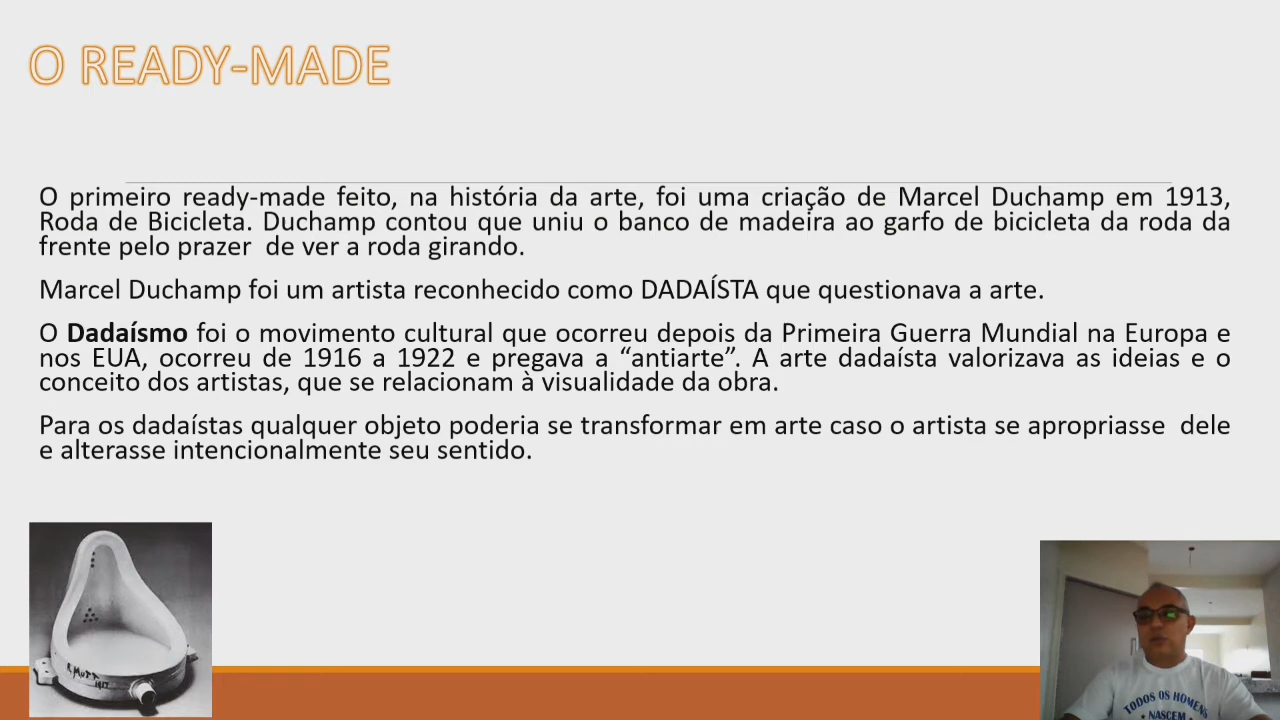 O READY-MADE
O primeiro ready-made feito, na história da arte, foi uma criação de Marcel Duchamp em 1913,
Roda de Bicicleta. Duchamp contou que uniu o banco de madeira ao garfo de bicicleta da roda da
frente pelo prazer de ver a roda girando.
Marcel Duchamp foi um artista reconhecido como DADAÍSTA que questionava a arte.
O Dadaísmo foi o movimento cultural que ocorreu depois da Primeira Guerra Mundial na Europa e
nos EUA, ocorreu de 1916 a 1922 e pregava a “antiarte”. A arte dadaísta valorizava as ideias e o
conceito dos artistas, que se relacionam à visualidade da obra.
Para os dadaístas qualquer objeto poderia se transformar em arte caso o artista se apropriasse dele
e alterasse intencionalmente seu sentido.
R. MUTT
1917
TODOS OS HOMENS
NASCEM